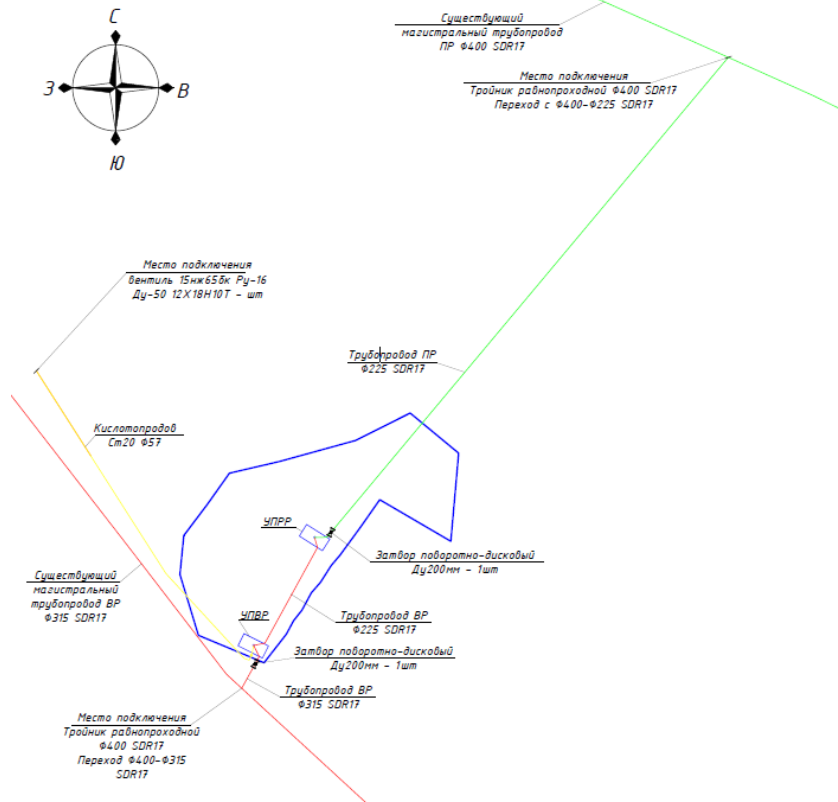 С
З
В
Ю
Существующий
магистральный трубопровод
ПР Ф400 SDR17
Место подключения
Тройник равнопроходной Ф400 SDR17
Переход с Ф400-Ф225 SDR17
Место подключения
вентиль 15нж65бк Ру-16
Ду-50 12Х18Н10Т - шт
Трубопровод ПР
Ф225 SDR17
Кислотопродов
Ст20 Ф57
УПРР
Затвор поворотно-дисковый
Ду200мм - 1шт
Существующий
магистральный
трубопровод ВР
Ф315 SDR17
УПВР
Трубопровод ВР
Ф225 SDR17
Затвор поворотно-дисковый
Ду200мм - 1шт
Трубопровод ВР
Ф315 SDR17
Место подключения
Тройник равнопроходной
Ф400 SDR17
Переход Ф400-Ф315
SDR17